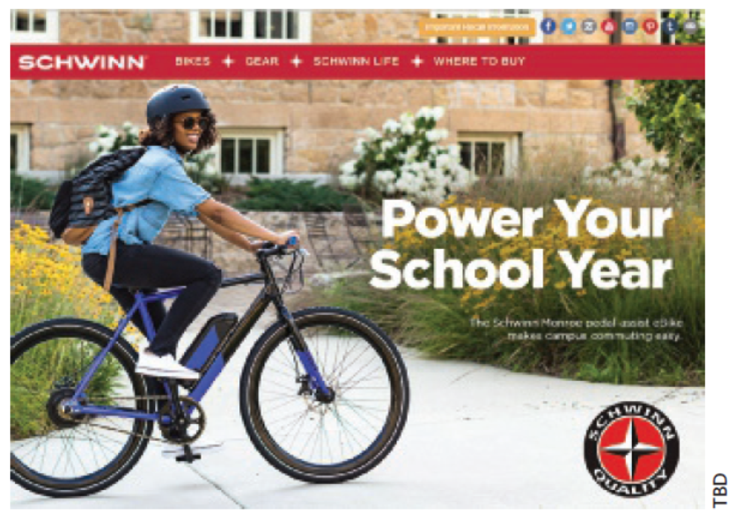 Important Recall Information
SCHWINN
BIKES GEAR SCHWINN LIFE WHERE TO BUY
Power Your
School Year
The Schwinn Monroe pedal-assist eBike
makes campus commuting easy.
SCHWINN
QUALITY
TBD